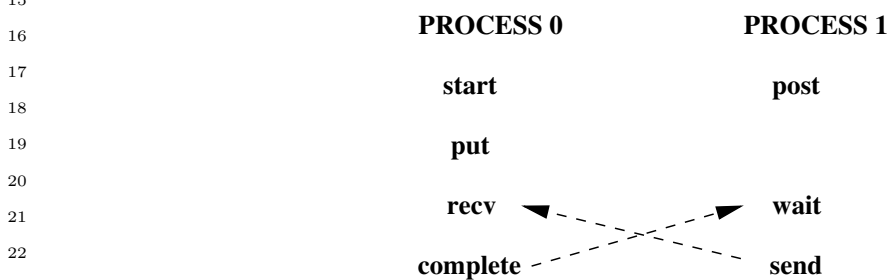 15
16 PROCESS 0 PROCESS 1
17 start post
18
19 put
20 recv wait
21
22 complete send